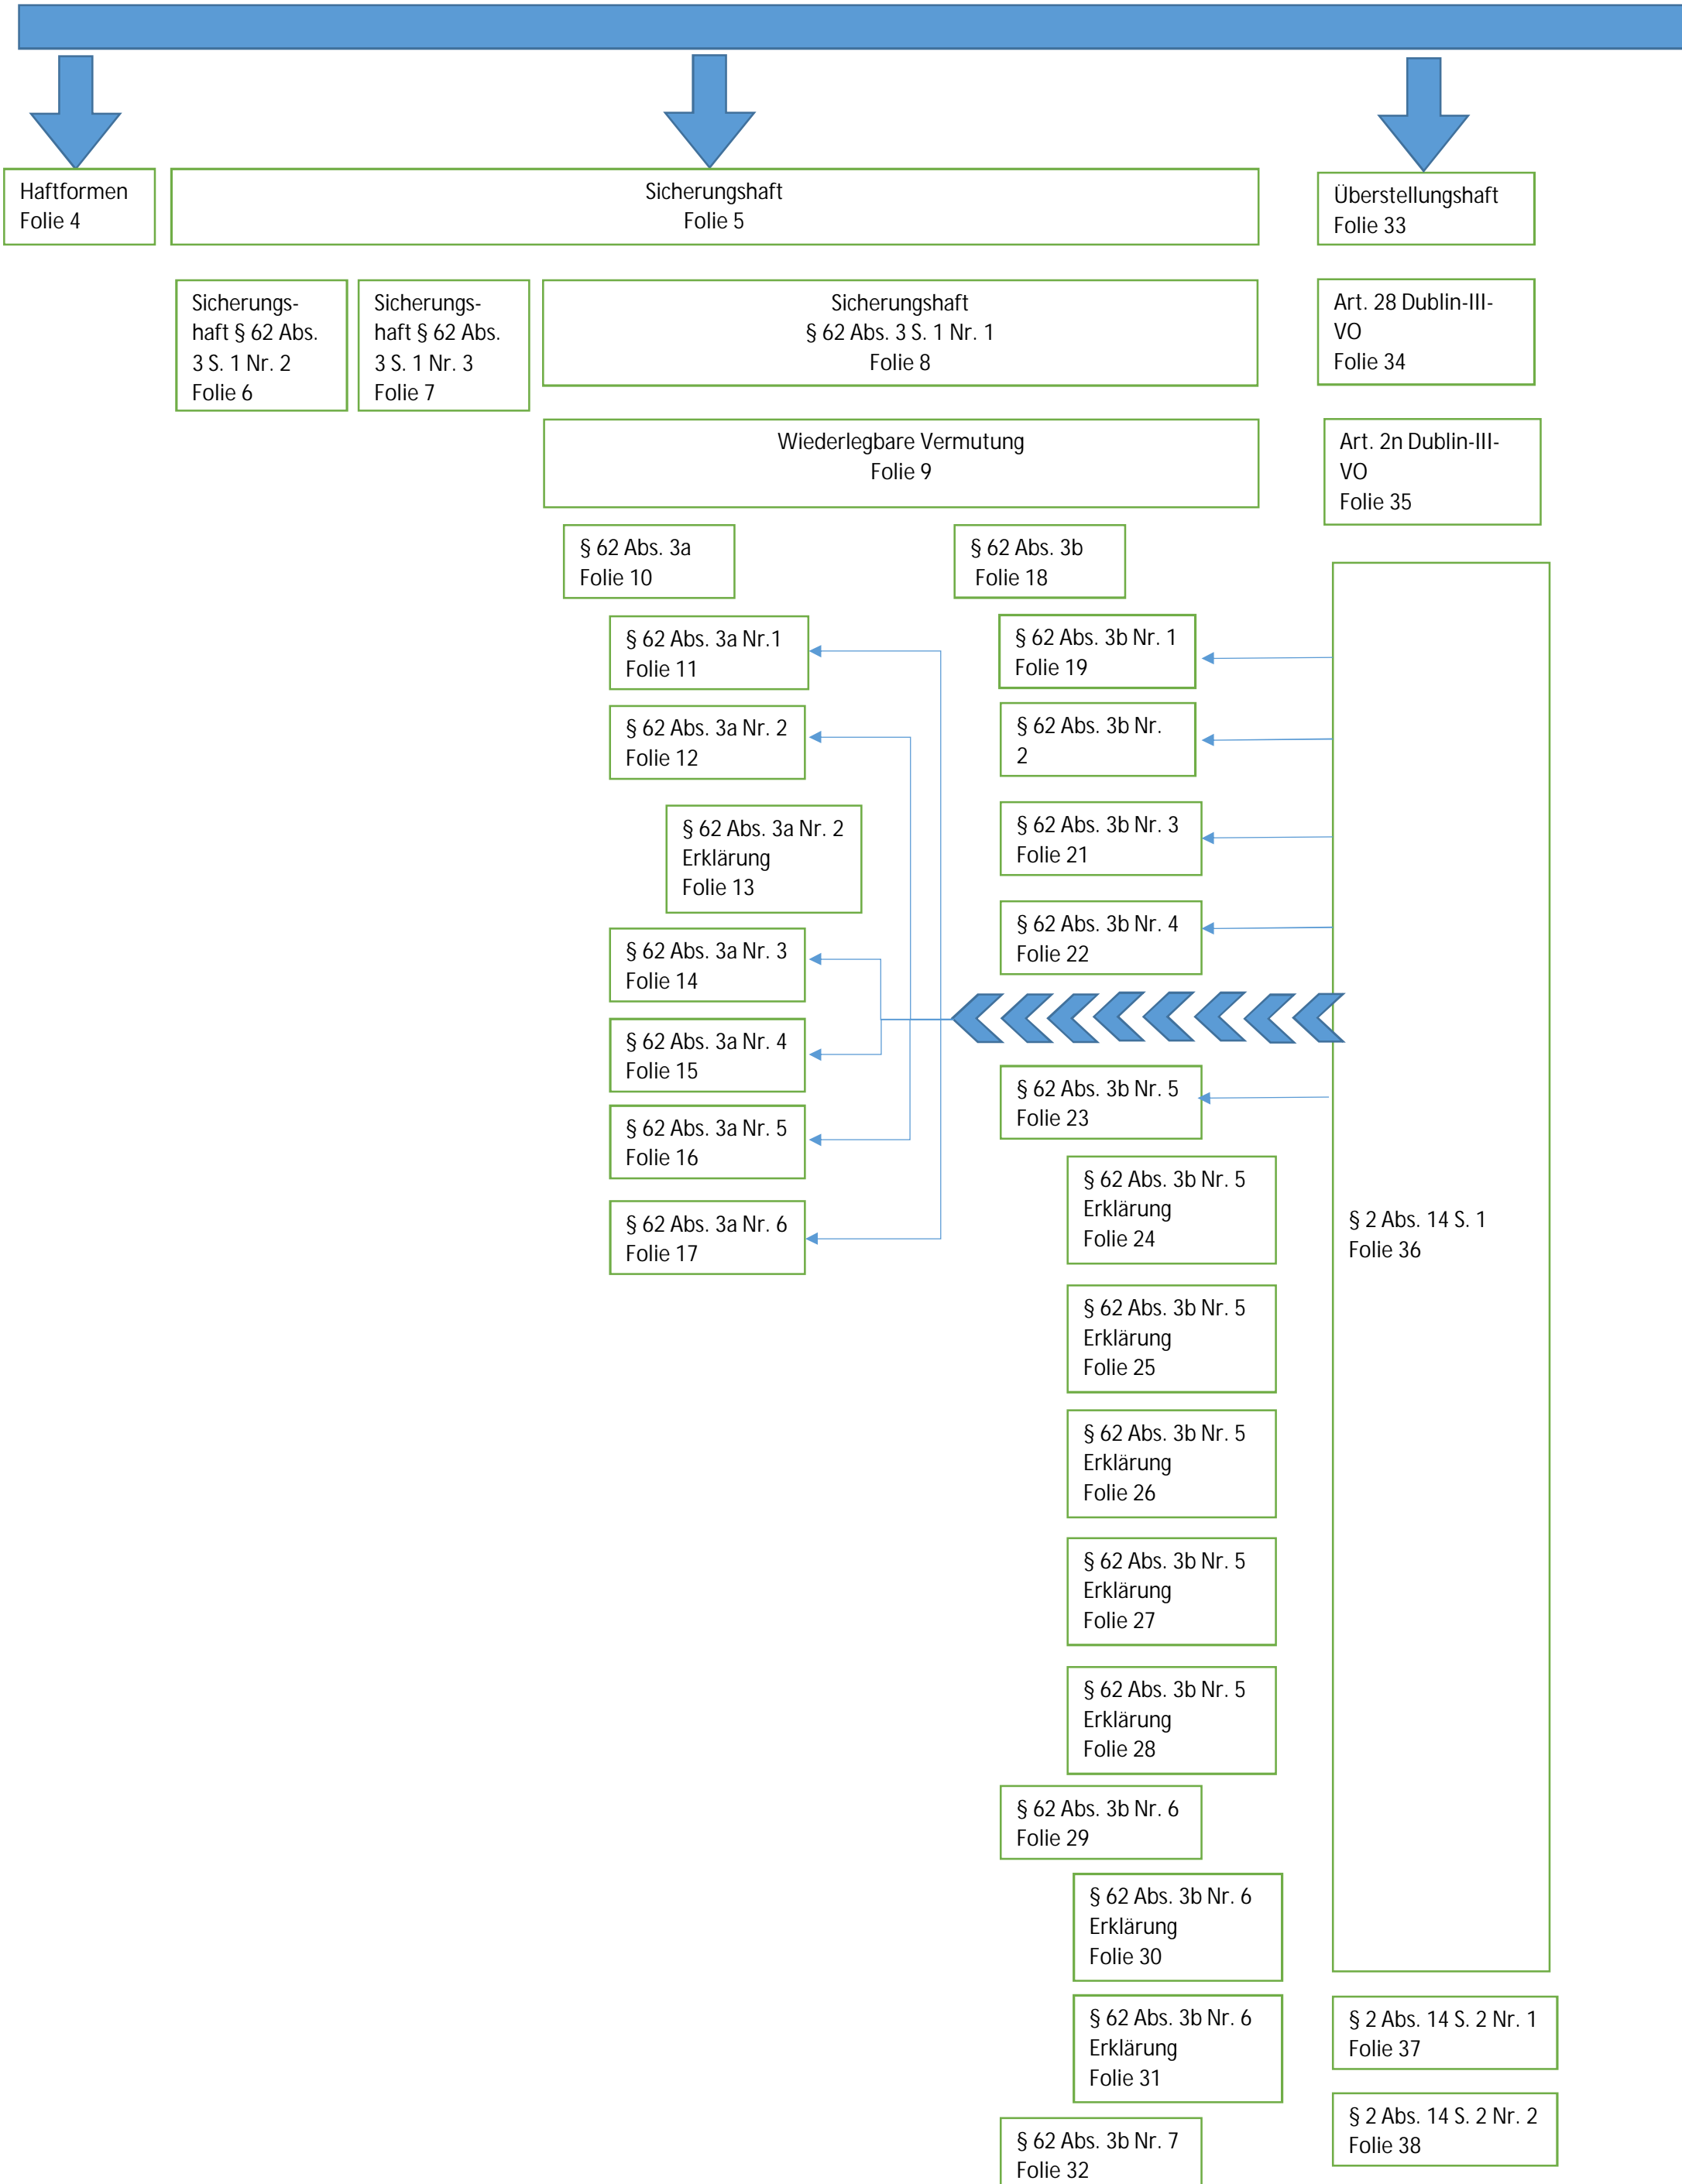 Haftformen
Folie 4
Sicherungshaft
Folie 5
Überstellungshaft
Folie 33
Sicherungs-
haft § 62 Abs.
3 S. 1 Nr. 2
Folie 6
Sicherungs-
haft § 62 Abs.
3 S. 1 Nr. 3
Folie 7
Sicherungshaft
§ 62 Abs. 3 S. 1 Nr. 1
Folie 8
Art. 28 Dublin-III-
VO
Folie 34
Wiederlegbare Vermutung
Folie 9
Art. 2n Dublin-III-
VO
Folie 35
§ 62 Abs. 3a
Folie 10
§ 62 Abs. 3a Nr.1
Folie 11
§ 62 Abs. 3a Nr. 2
Folie 12
§ 62 Abs. 3a Nr. 2
Erklärung
Folie 13
§ 62 Abs. 3a Nr. 3
Folie 14
§ 62 Abs. 3a Nr. 4
Folie 15
§ 62 Abs. 3a Nr. 5
Folie 16
§ 62 Abs. 3a Nr. 6
Folie 17
§ 62 Abs. 3b
Folie 18
§ 62 Abs. 3b Nr. 1
Folie 19
§ 62 Abs. 3b Nr.
2
§ 62 Abs. 3b Nr. 3
Folie 21
§ 62 Abs. 3b Nr. 4
Folie 22
§ 62 Abs. 3b Nr. 5
Folie 23
§ 62 Abs. 3b Nr. 5
Erklärung
Folie 24
§ 62 Abs. 3b Nr. 5
Erklärung
Folie 25
§ 62 Abs. 3b Nr. 5
Erklärung
Folie 26
§ 62 Abs. 3b Nr. 5
Erklärung
Folie 27
§ 62 Abs. 3b Nr. 5
Erklärung
Folie 28
§ 62 Abs. 3b Nr. 6
Folie 29
§ 62 Abs. 3b Nr. 6
Erklärung
Folie 30
§ 62 Abs. 3b Nr. 6
Erklärung
Folie 31
§ 62 Abs. 3b Nr. 7
Folie 32
§ 2 Abs. 14 S. 1
Folie 36
§ 2 Abs. 14 S. 2 Nr. 1
Folie 37
§ 2 Abs. 14 S. 2 Nr. 2
Folie 38